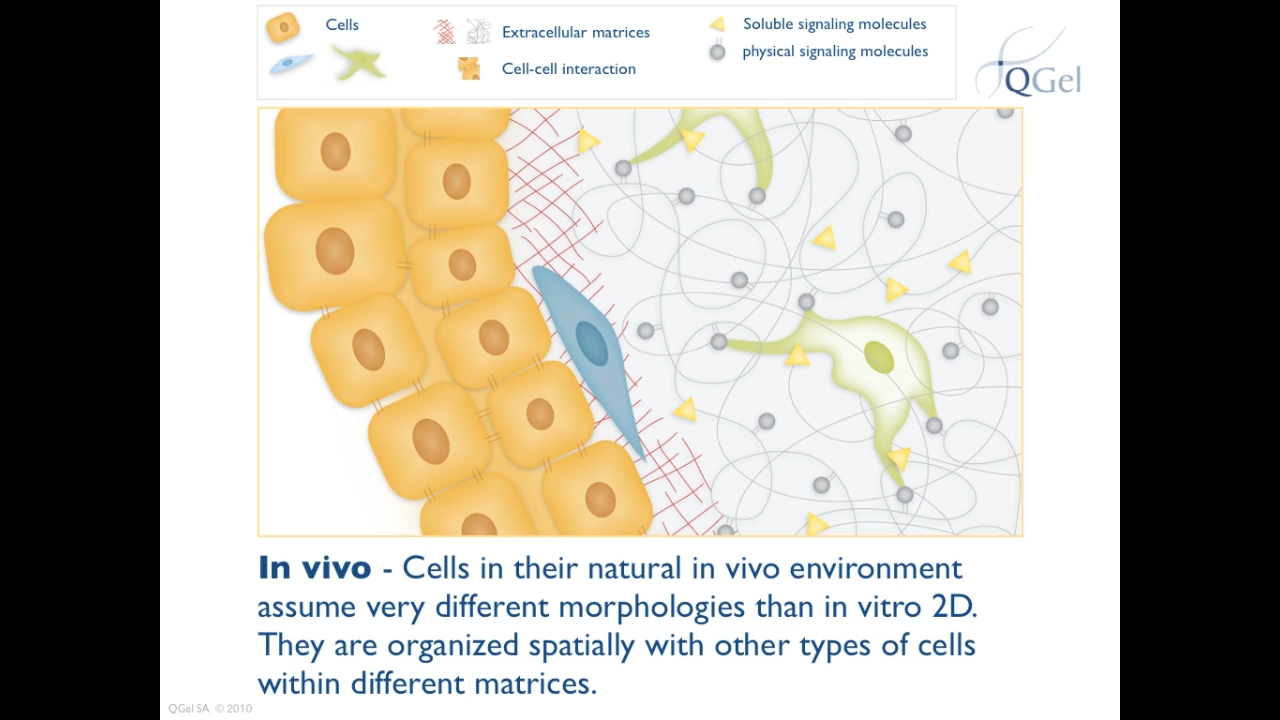 Cells
Extracellular matrices
Cell-cell interaction
Soluble signaling molecules
physical signaling molecules
QGel
In vivo - Cells in their natural in vivo environment
assume very different morphologies than in vitro 2D.
They are organized spatially with other types of cells
within different matrices.
QGel SA © 2010